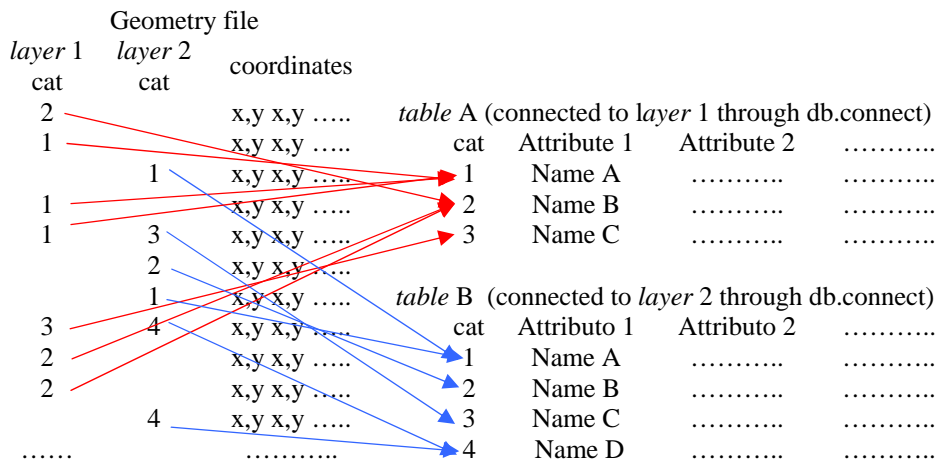 Geometry file
layer 1 layer 2
cat cat coordinates
2 x,y x,y ….. table A (connected to layer 1 through db.connect)
1 x,y x,y ….. cat Attribute 1 Attribute 2 ………..
1 x,y x,y ….. 1 Name A ……….. ………..
1 x,y x,y ….. 2 Name B ……….. ………..
1 x,y x,y ….. 3 Name C ……….. ………..
3
2 x,y x,y …..
1 x,y x,y ….. table B (connected to layer 2 through db.connect)
3 4 x,y x,y ….. cat Attributo 1 Attributo 2 ………..
2 x,y x,y ….. 1 Name A ……….. ………..
2 x,y x,y ….. 2 Name B ……….. ………..
4 x,y x,y ….. 3 Name C ……….. ………..
…… ……….. 4 Name D ……….. ………..